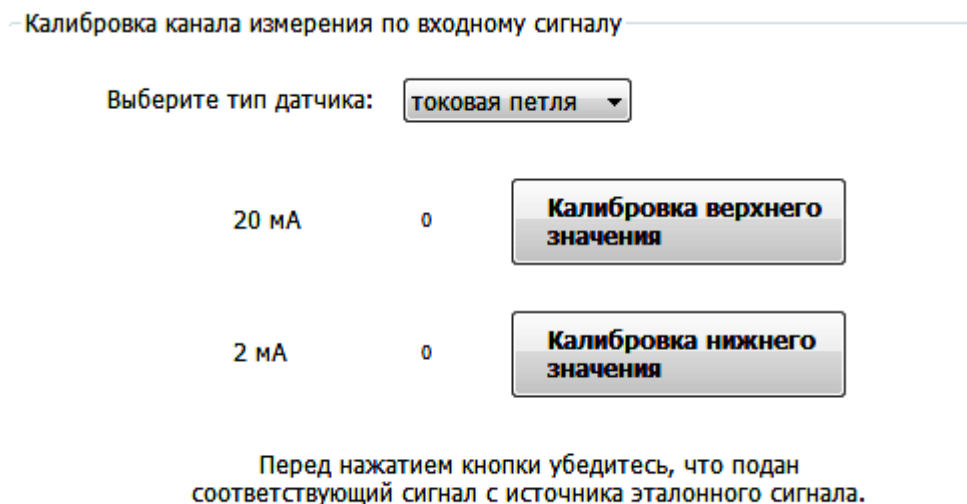 Калибровка канала измерения по входному сигналу
Выберите тип датчика: токовая петля
20 мА 0 Калибровка верхнего
значения
2 мА 0 Калибровка нижнего
значения
Перед нажатием кнопки убедитесь, что подан
соответствующий сигнал с источника эталонного сигнала.